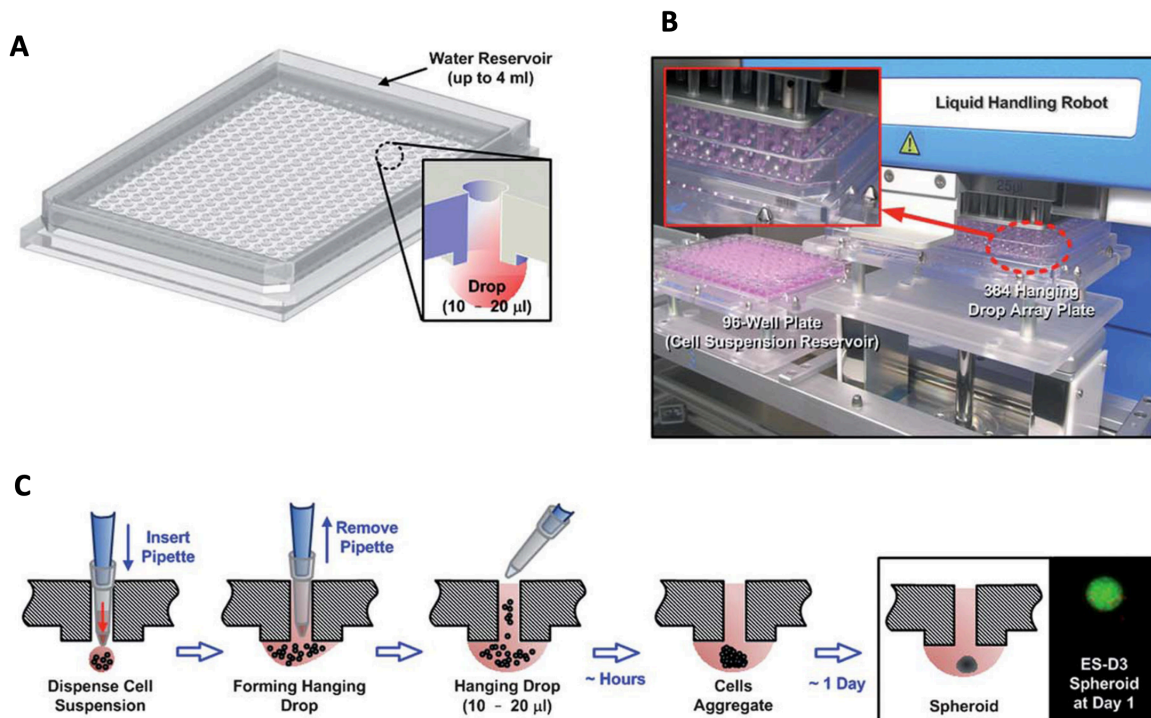 A
Water Reservoir
(up to 4 ml)
Drop
(10 – 20 μl)
B
Liquid Handling Robot
25μl
384 Hanging
Drop Array Plate
96-Well Plate
(Cell Suspension Reservoir)
C
Insert
Pipette
Remove
Pipette
Dispense Cell
Suspension
Forming Hanging
Drop
Hanging Drop
(10 – 20 μl)
~ Hours
Cells
Aggregate
~ 1 Day
Spheroid
ES-D3
Spheroid
at Day 1